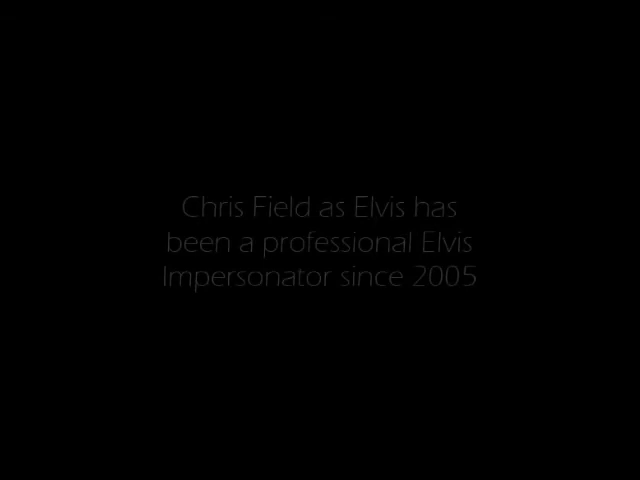 Chris Field as Elvis has
been a professional Elvis
Impersonator since 2005